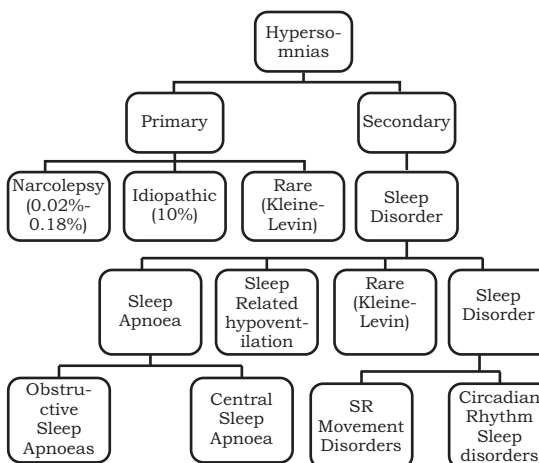 Hyperso-
mnias
Primary
Secondary
Narcolepsy
(0.02%-
0.18%)
Idiopathic
(10%)
Rare
(Kleine-
Levin)
Sleep
Disorder
Sleep
Apnoea
Sleep
Related
hypovent-
ilation
Rare
(Kleine-
Levin)
Sleep
Disorder
Obstru-
ctive
Sleep
Apnoeas
Central
Sleep
Apnoea
SR
Movement
Disorders
Circadian
Rhythm
Sleep
disorders